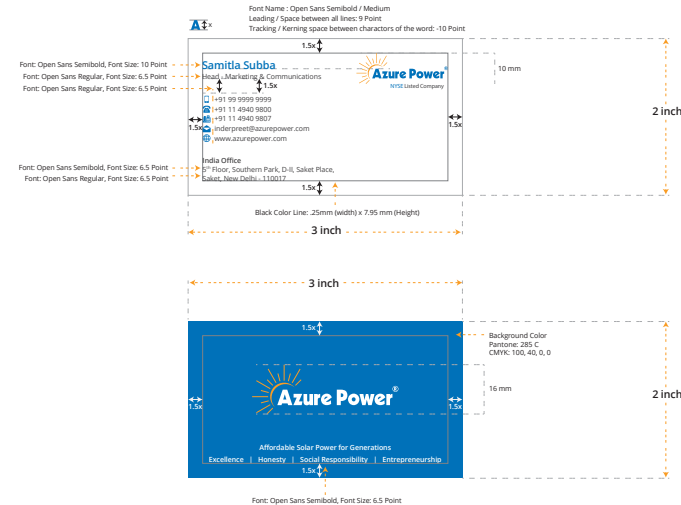 Font Name : Open Sans Semibold / Medium
Leading / Space between all lines: 9 Point
Tracking / Kerning space between charactors of the word: -10 Point
A x
1.5x
Font: Open Sans Semibold, Font Size: 10 Point
Samitla Subba
Azure Power®
10 mm
Font: Open Sans Regular, Font Size: 6.5 Point
Head - Marketing & Communications
NYSE Listed Company
Font: Open Sans Regular, Font Size: 6.5 Point
1.5x
+91 99 9999 9999
+91 11 4940 9800
2 inch
+91 11 4940 9807
1.5x
inderpreet@azurepower.com
1.5x
www.azurepower.com
India Office
Font: Open Sans Semibold, Font Size: 6.5 Point
5th Floor, Southern Park, D-II, Saket Place,
Font: Open Sans Regular, Font Size: 6.5 Point
Saket, New Delhi - 110017
1.5x
Black Color Line: .25mm (width) x 7.95 mm (Height)
3 inch
3 inch
1.5x
Background Color
Pantone: 285 C
CMYK: 100, 40, 0, 0
16 mm
2 inch
Azure Power®
1.5x
1.5x
Affordable Solar Power for Generations
Excellence | Honesty | Social Responsibility | Entrepreneurship
1.5x
Font: Open Sans Semibold, Font Size: 6.5 Point